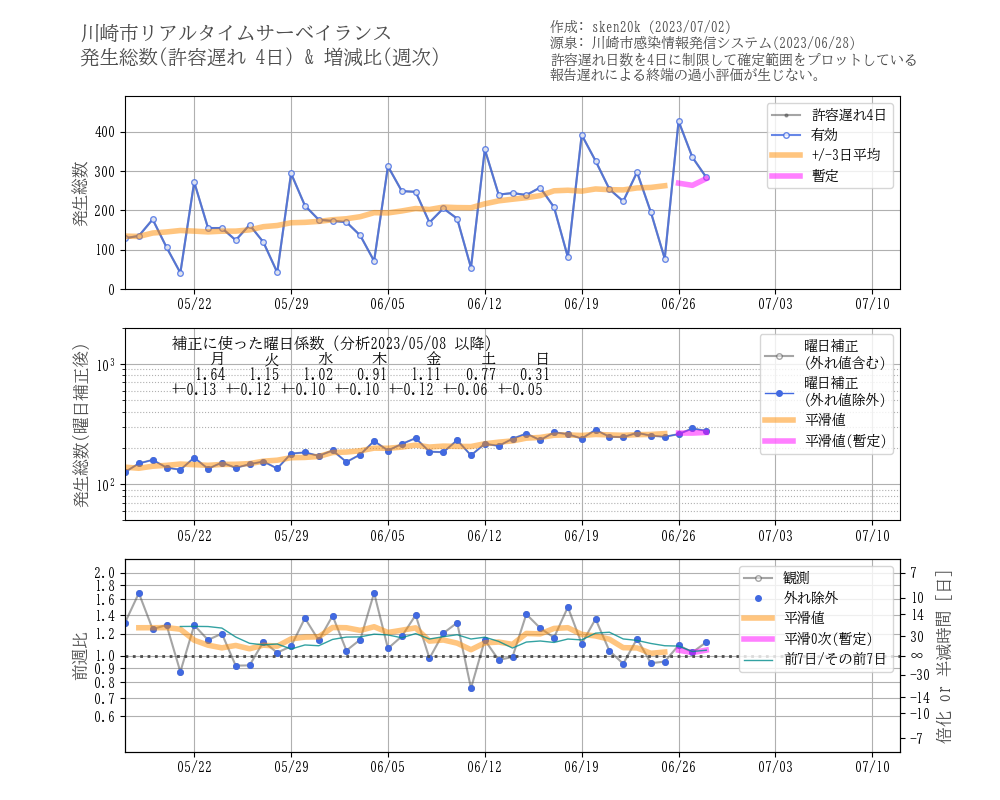 川崎市リアルタイムサーベイランス
発生総数(許容遅れ 4日) & 増減比(週次)
作成: sken20k (2023/07/02)
源泉: 川崎市感染情報発信システム(2023/06/28)
許容遅れ日数を4日に制限して確定範囲をプロットしている
報告遅れによる終端の過小評価が生じない。
発生総数
400
300
200
100
0
許容遅れ4日
有効
+/-3日平均
暫定
05/22 05/29 06/05 06/12 06/19 06/26 07/03 07/10
発生総数(曜日補正後)
10³
10²
補正に使った曜日係数 (分析2023/05/08 以降)
月 火 水 木 金 土 日
1.64 1.15 1.02 0.91 1.11 0.77 0.31
+-0.13 +-0.12 +-0.10 +-0.10 +-0.12 +-0.06 +-0.05
曜日補正
(外れ値含む)
曜日補正
(外れ値除外)
平滑値
平滑値(暫定)
05/22 05/29 06/05 06/12 06/19 06/26 07/03 07/10
前週比
2.0
1.8
1.6
1.4
1.2
1.0
0.9
0.8
0.7
0.6
観測
外れ除外
平滑値
平滑0次(暫定)
前7日/その前7日
7
10
14
30
∞
-30
-14
-10
-7
倍化 or 半減時間 [日]
05/22 05/29 06/05 06/12 06/19 06/26 07/03 07/10